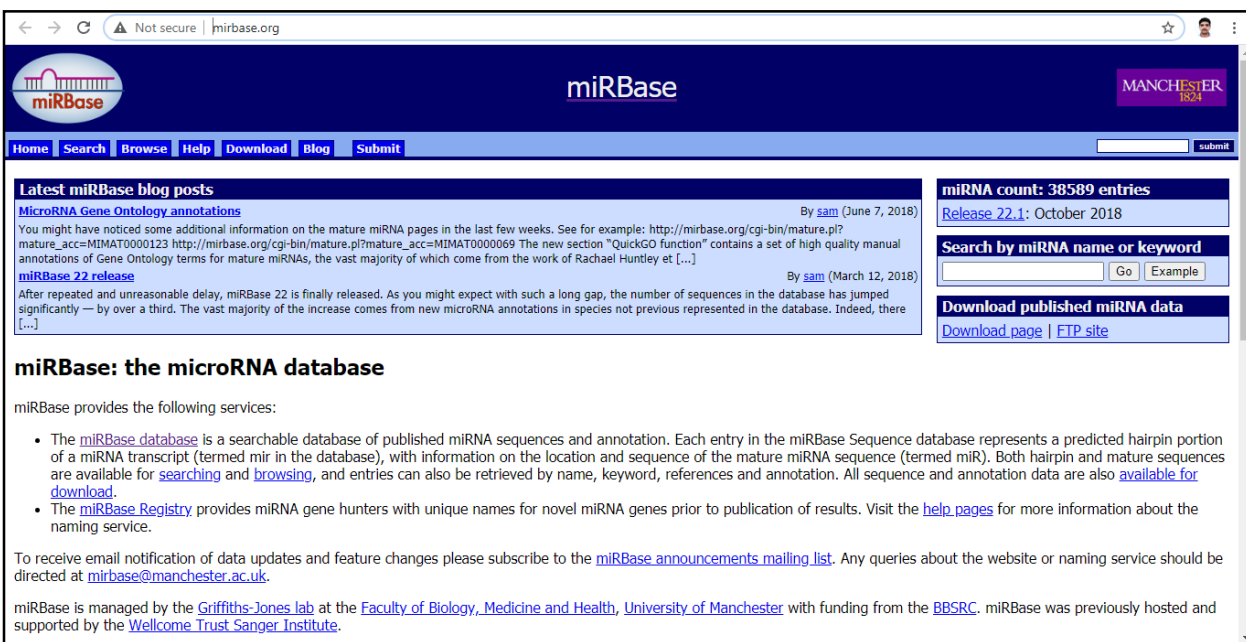 Not secure | mirbase.org
miRBase
miRBase
MANCHESTER
1824
Home Search Browse Help Download Blog Submit
submit
Latest miRBase blog posts
MicroRNA Gene Ontology annotations By sam (June 7, 2018)
You might have noticed some additional information on the mature miRNA pages in the last few weeks. See for example: http://mirbase.org/cgi-bin/mature.pl?
mature_acc=MIMAT0000123 http://mirbase.org/cgi-bin/mature.pl?mature_acc=MIMAT0000069 The new section "QuickGO function" contains a set of high quality manual
annotations of Gene Ontology terms for mature miRNAs, the vast majority of which come from the work of Rachael Huntley et [...]
miRBase 22 release By sam (March 12, 2018)
After repeated and unreasonable delay, miRBase 22 is finally released. As you might expect with such a long gap, the number of sequences in the database has jumped
significantly — by over a third. The vast majority of the increase comes from new microRNA annotations in species not previous represented in the database. Indeed, there
[...]
miRNA count: 38589 entries
Release 22.1: October 2018
Search by miRNA name or keyword
Go Example
Download published miRNA data
Download page | FTP site
miRBase: the microRNA database
miRBase provides the following services:
• The miRBase database is a searchable database of published miRNA sequences and annotation. Each entry in the miRBase Sequence database represents a predicted hairpin portion
of a miRNA transcript (termed mir in the database), with information on the location and sequence of the mature miRNA sequence (termed miR). Both hairpin and mature sequences
are available for searching and browsing, and entries can also be retrieved by name, keyword, references and annotation. All sequence and annotation data are also available for
download.
• The miRBase Registry provides miRNA gene hunters with unique names for novel miRNA genes prior to publication of results. Visit the help pages for more information about the
naming service.
To receive email notification of data updates and feature changes please subscribe to the miRBase announcements mailing list. Any queries about the website or naming service should be
directed at mirbase@manchester.ac.uk.
miRBase is managed by the Griffiths-Jones lab at the Faculty of Biology, Medicine and Health, University of Manchester with funding from the BBSRC. miRBase was previously hosted and
supported by the Wellcome Trust Sanger Institute.